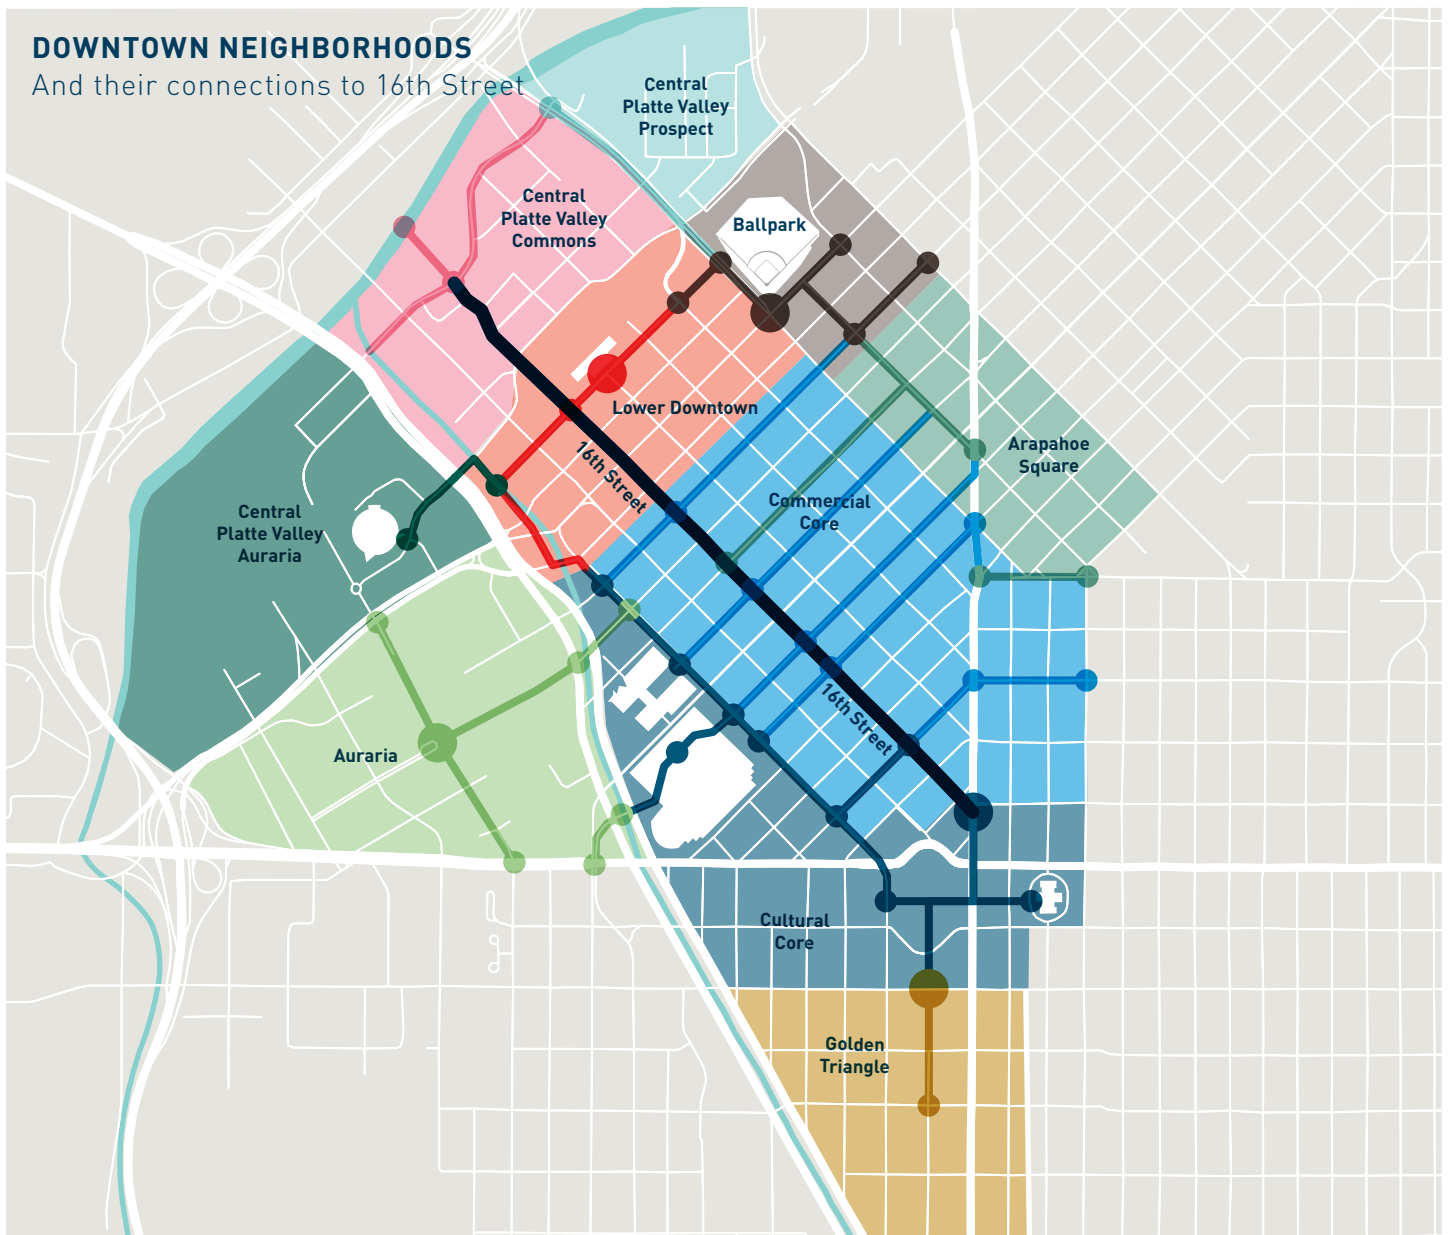 DOWNTOWN NEIGHBORHOODS
And their connections to 16th Street
Central
Platte Valley
Prospect
Central
Platte Valley
Commons
Ballpark
Lower Downtown
16th Street
Arapahoe
Square
Commercial
Core
Central
Platte Valley
Auraria
16th Street
Auraria
Cultural
Core
Golden
Triangle